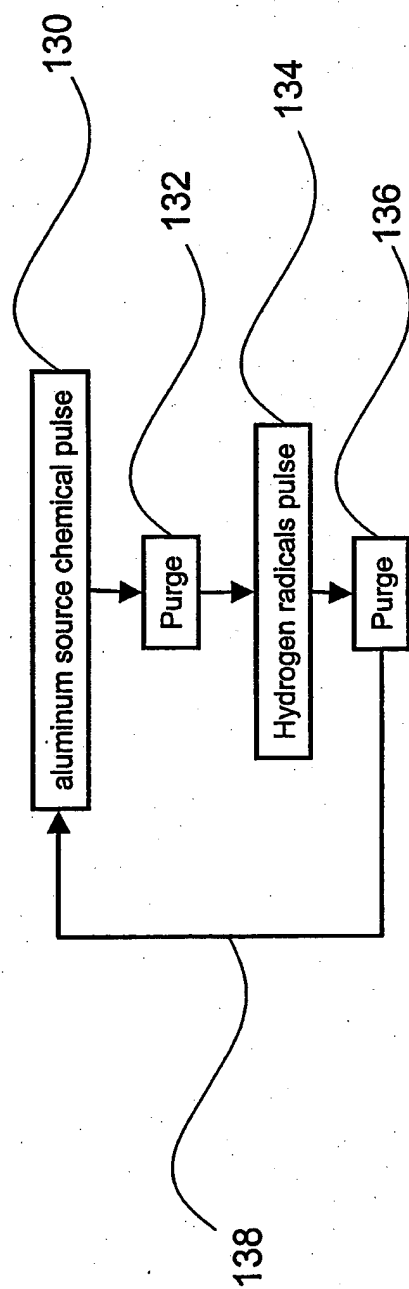 130
aluminum source chemical pulse
132
Purge
134
Hydrogen radicals pulse
136
Purge
138